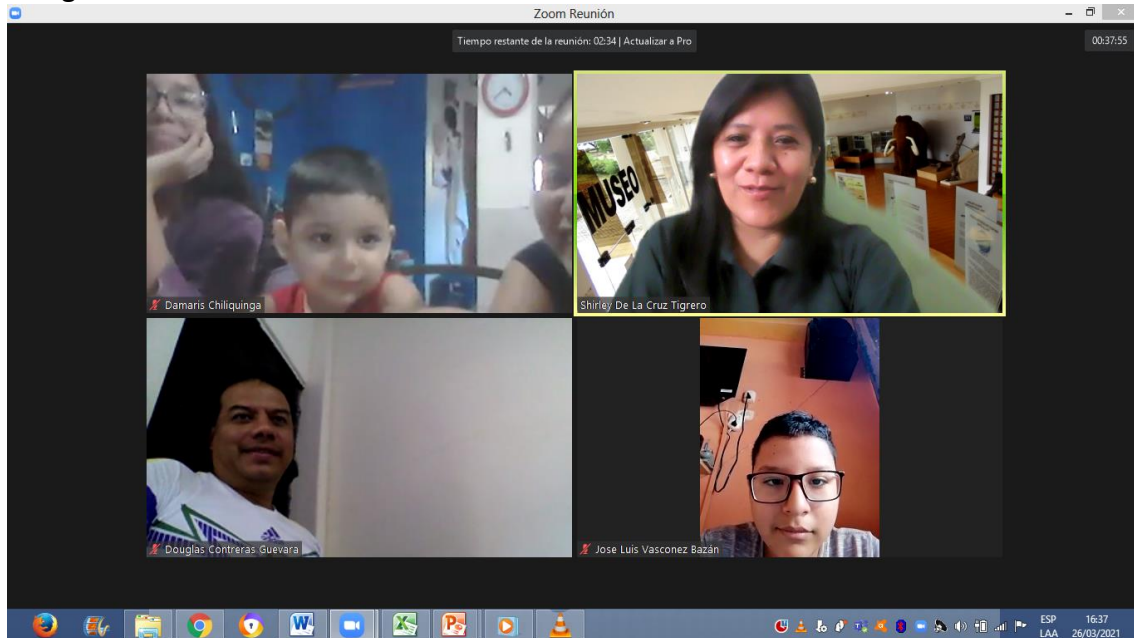 Zoom Reunión
Tiempo restante de la reunión: 02:34 | Actualizar a Pro
00:37:55
MUSEO
Damaris Chiliquinga
Shirley De La Cruz Tigrero
Douglas Contreras Guevara
Jose Luis Vasconez Bazán
ESP 16:37
LAA 26/03/2021